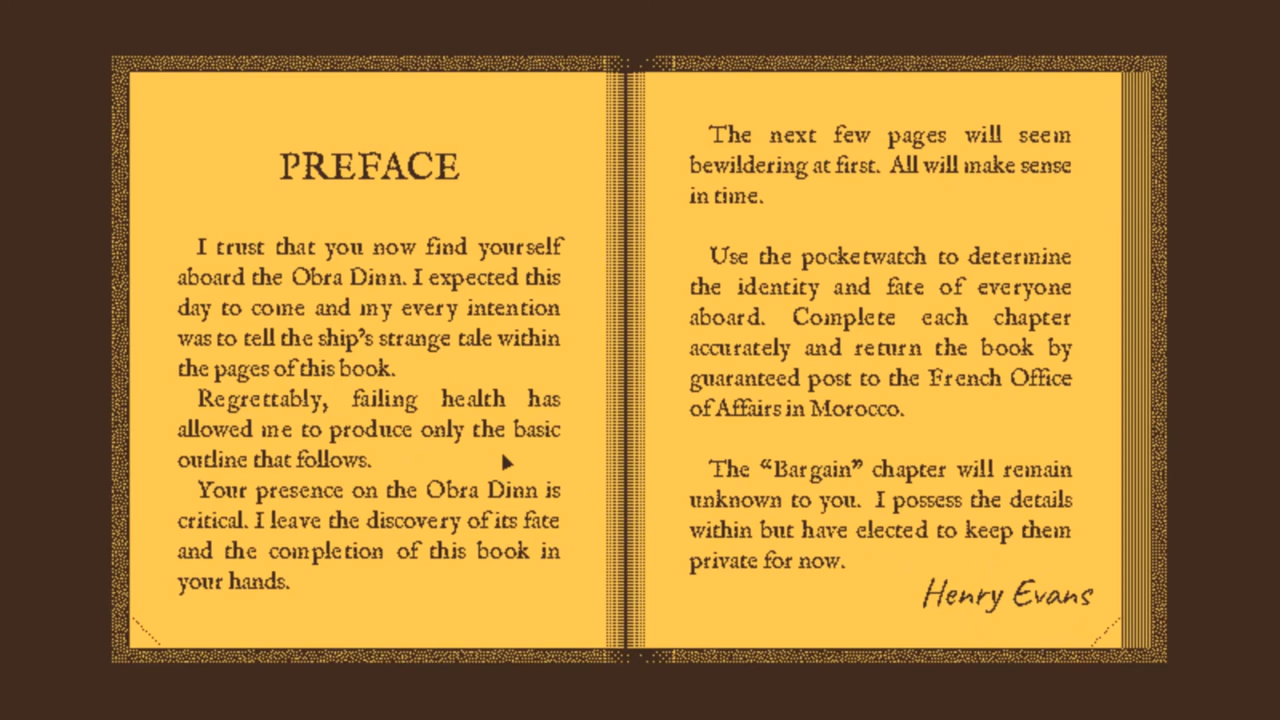 PREFACE
I trust that you now find yourself
aboard the Obra Dinn. I expected this
day to come and my every intention
was to tell the ship's strange tale within
the pages of this book.
Regrettably, failing health has
allowed me to produce only the basic
outline that follows.
Your presence on the Obra Dinn is
critical. I leave the discovery of its fate
and the completion of this book in
your hands.
The next few pages will seem
bewildering at first. All will make sense
in time.
Use the pocketwatch to determine
the identity and fate of everyone
aboard. Complete each chapter
accurately and return the book by
guaranteed post to the French Office
of Affairs in Morocco.
The “Bargain” chapter will remain
unknown to you. I possess the details
within but have elected to keep them
private for now.
Henry Evans